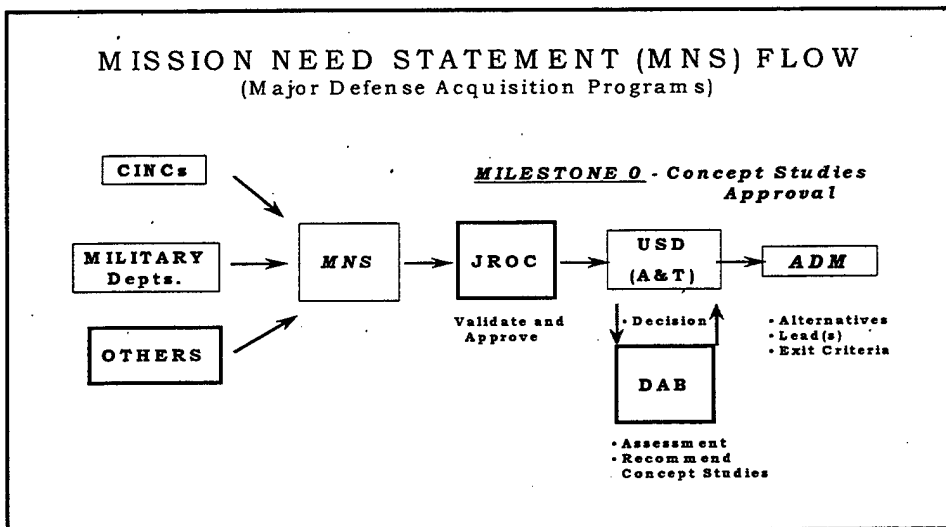 MISSION NEED STATEMENT (MNS) FLOW
(Major Defense Acquisition Programs)
CINCs
MILESTONE 0 - Concept Studies
Approval
MILITARY
Depts.
MNS
JROC
USD
(A&T)
ADM
OTHERS
Validate and
Approve
• Decision
• Alternatives
• Lead(s)
• Exit Criteria
DAB
• Assessment
• Recommend
Concept Studies